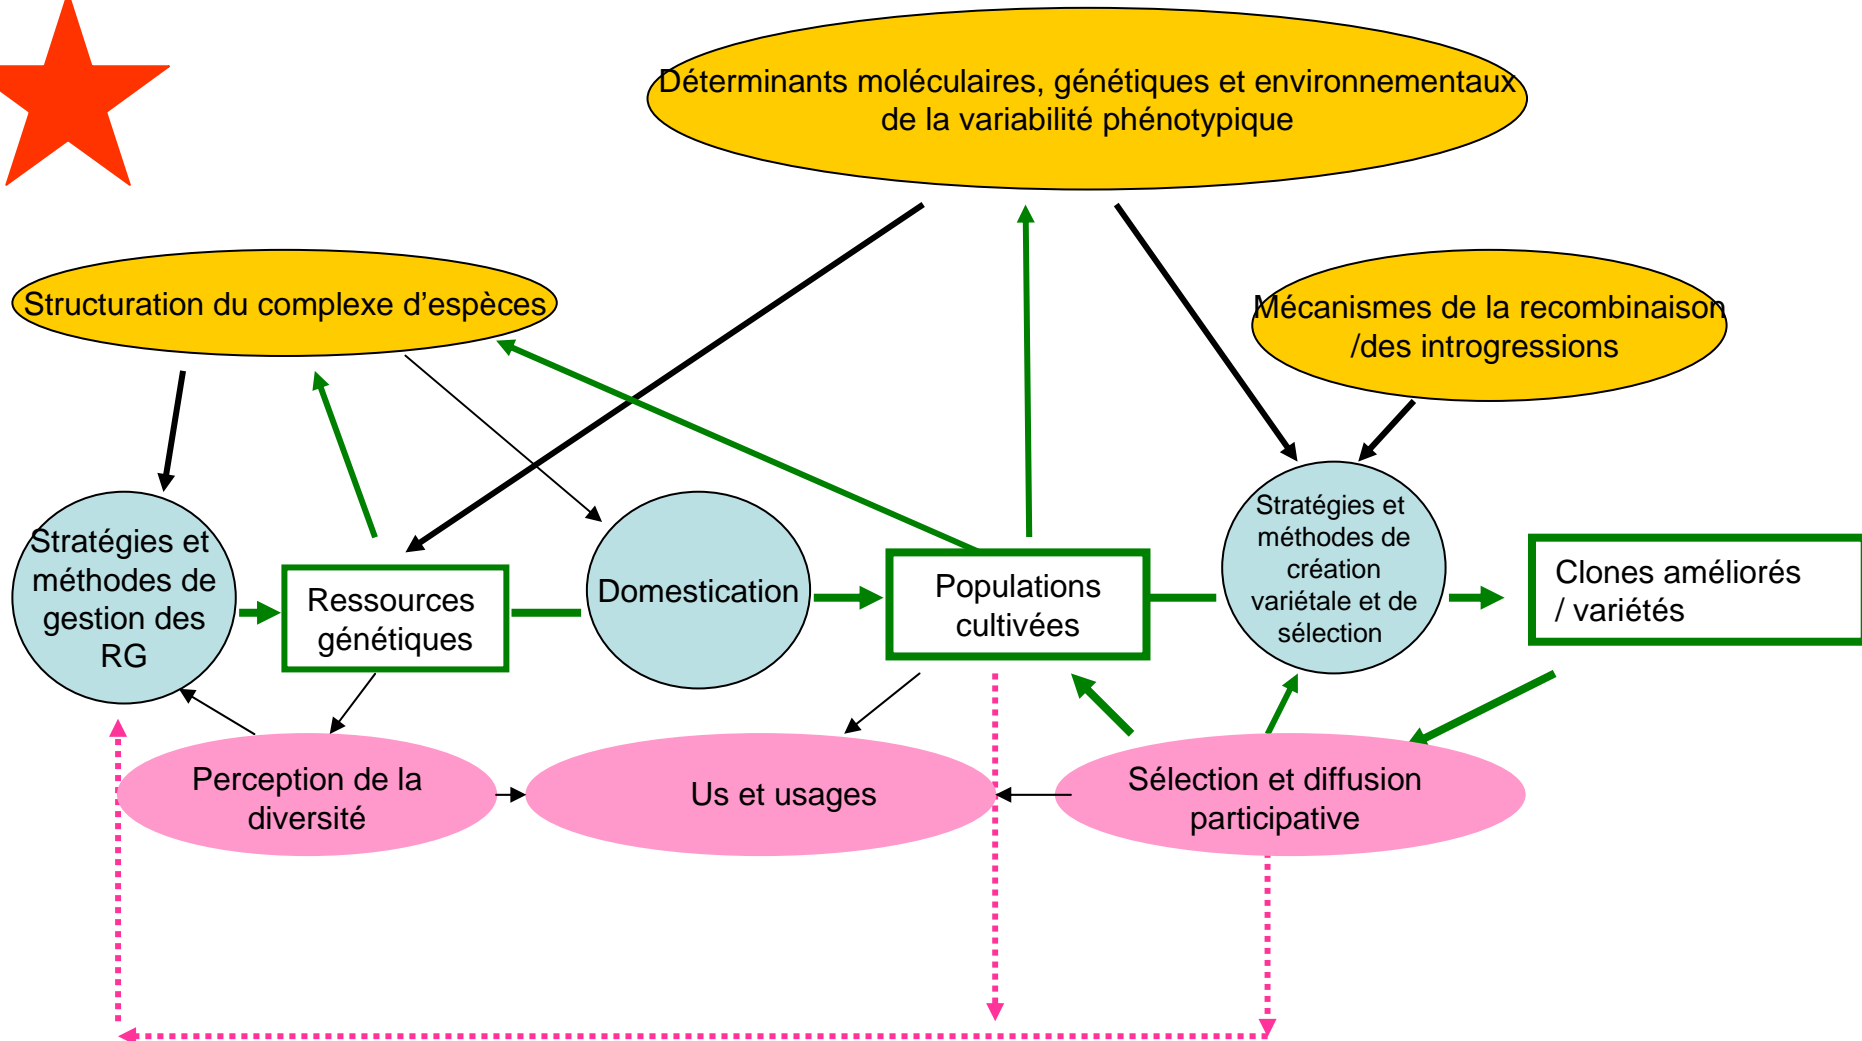 Déterminants moléculaires, génétiques et environnementaux
de la variabilité phénotypique
Structuration du complexe d'espèces
Mécanismes de la recombinaison
/des introgressions
Stratégies et
méthodes de
gestion des
RG
Ressources
génétiques
Domestication
Populations
cultivées
Stratégies et
méthodes de
création
variétale et de
sélection
Clones améliorés
/ variétés
Perception de la
diversité
Us et usages
Sélection et diffusion
participative